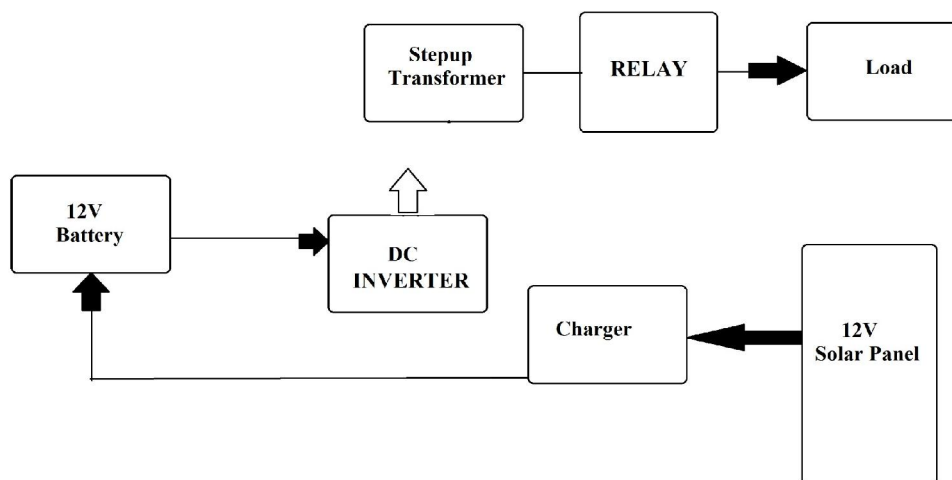 Stepup
Transformer
RELAY
Load
12V
Battery
DC
INVERTER
Charger
12V
Solar Panel